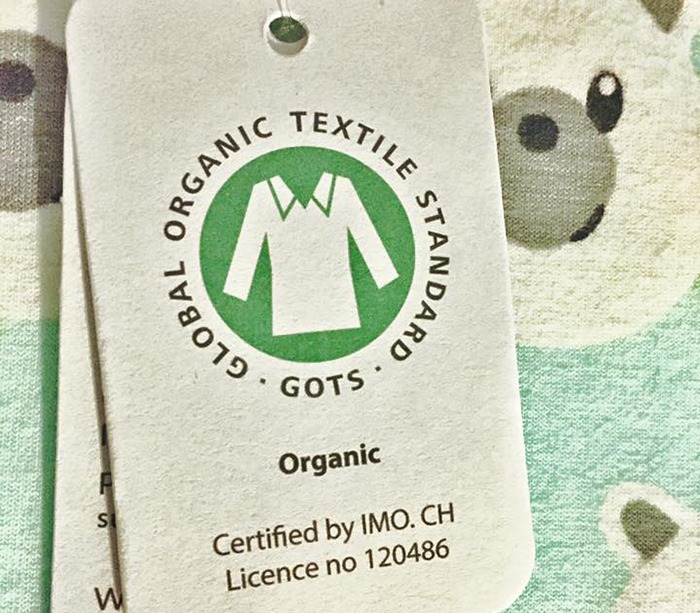 GLOBAL ORGANIC TEXTILE STANDARD
· GOTS ·
Organic
Certified by IMO. CH
Licence no 120486